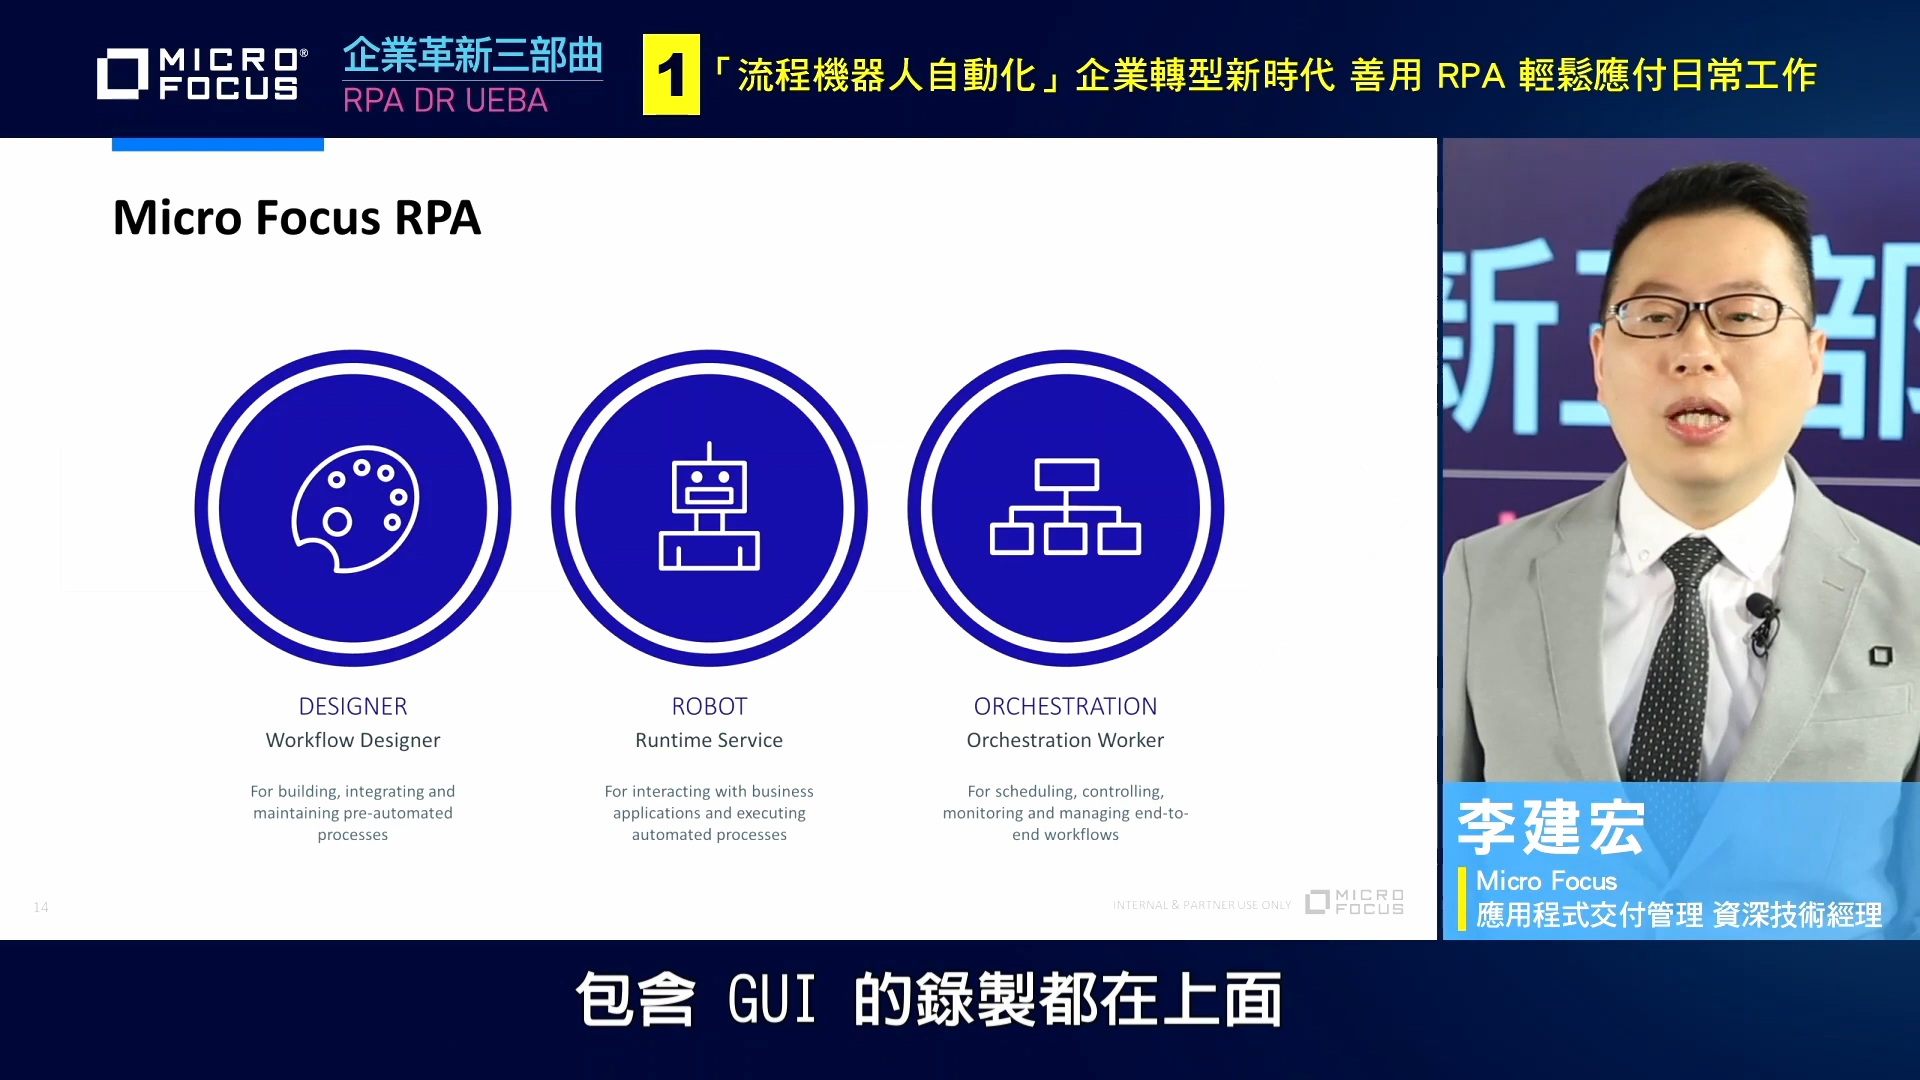 MICRO®
FOCUS
企業革新三部曲
RPA DR UEBA
1 「流程機器人自動化」企業轉型新時代 善用 RPA 輕鬆應付日常工作
Micro Focus RPA
DESIGNER
Workflow Designer
For building, integrating and
maintaining pre-automated
processes
ROBOT
Runtime Service
For interacting with business
applications and executing
automated processes
ORCHESTRATION
Orchestration Worker
For scheduling, controlling,
monitoring and managing end-to-
end workflows
14
INTERNAL & PARTNER USE ONLY
MICRO
FOCUS
新三部
李建宏
Micro Focus
應用程式交付管理 資深技術經理
包含 GUI 的錄製都在上面